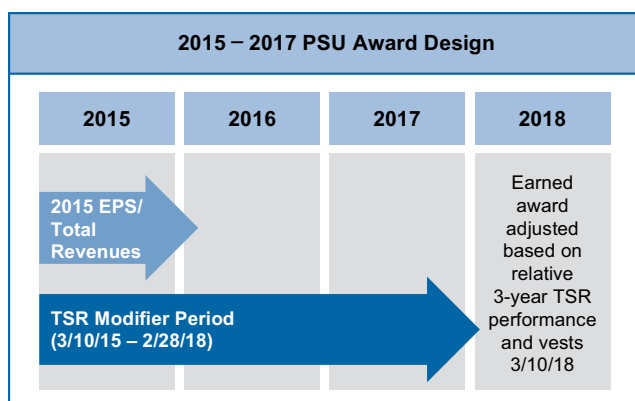 2015 – 2017 PSU Award Design
2015
2016
2017
2018
2015 EPS/
Total
Revenues
TSR Modifier Period
(3/10/15 – 2/28/18)
Earned
award
adjusted
based on
relative
3-year TSR
performance
and vests
3/10/18